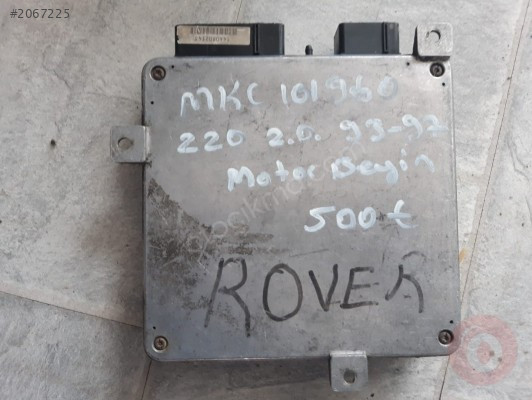 #2067225
MKC 101960
220 2.0. 93-97
Motor Beyin
500₺
ROVER